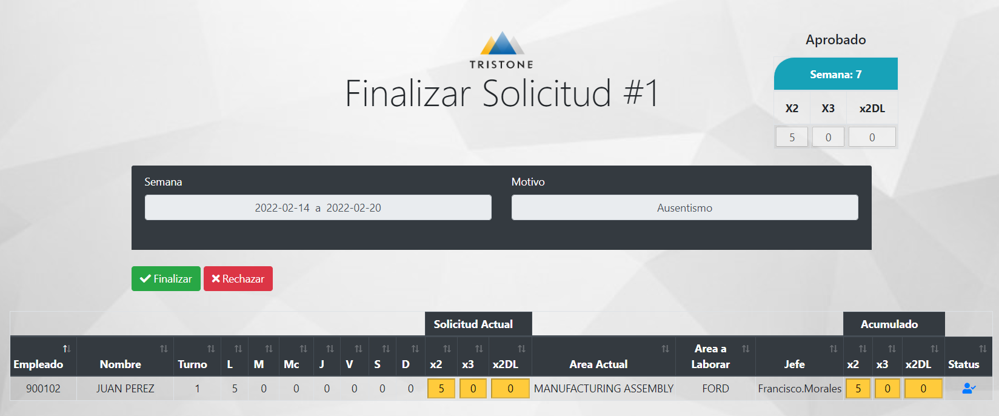 TRISTONE
Finalizar Solicitud #1
Aprobado
Semana: 7
X2 X3 x2DL
5 0 0
Semana Motivo
2022-02-14 a 2022-02-20 Ausentismo
Finalizar Rechazar
Solicitud Actual Acumulado
Empleado Nombre Turno L M Mc J V S D x2 x3 x2DL Area Actual Area a Laborar Jefe x2 x3 x2DL Status
900102 JUAN PEREZ 1 5 0 0 0 0 0 0 5 0 0 MANUFACTURING ASSEMBLY FORD Francisco.Morales 5 0 0